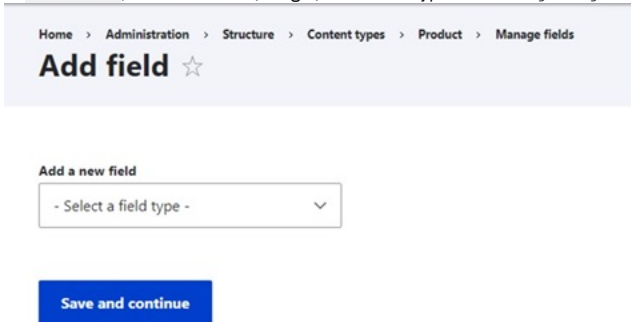 Home > Administration > Structure > Content types > Product > Manage fields
Add field
Add a new field
- Select a field type -
Save and continue